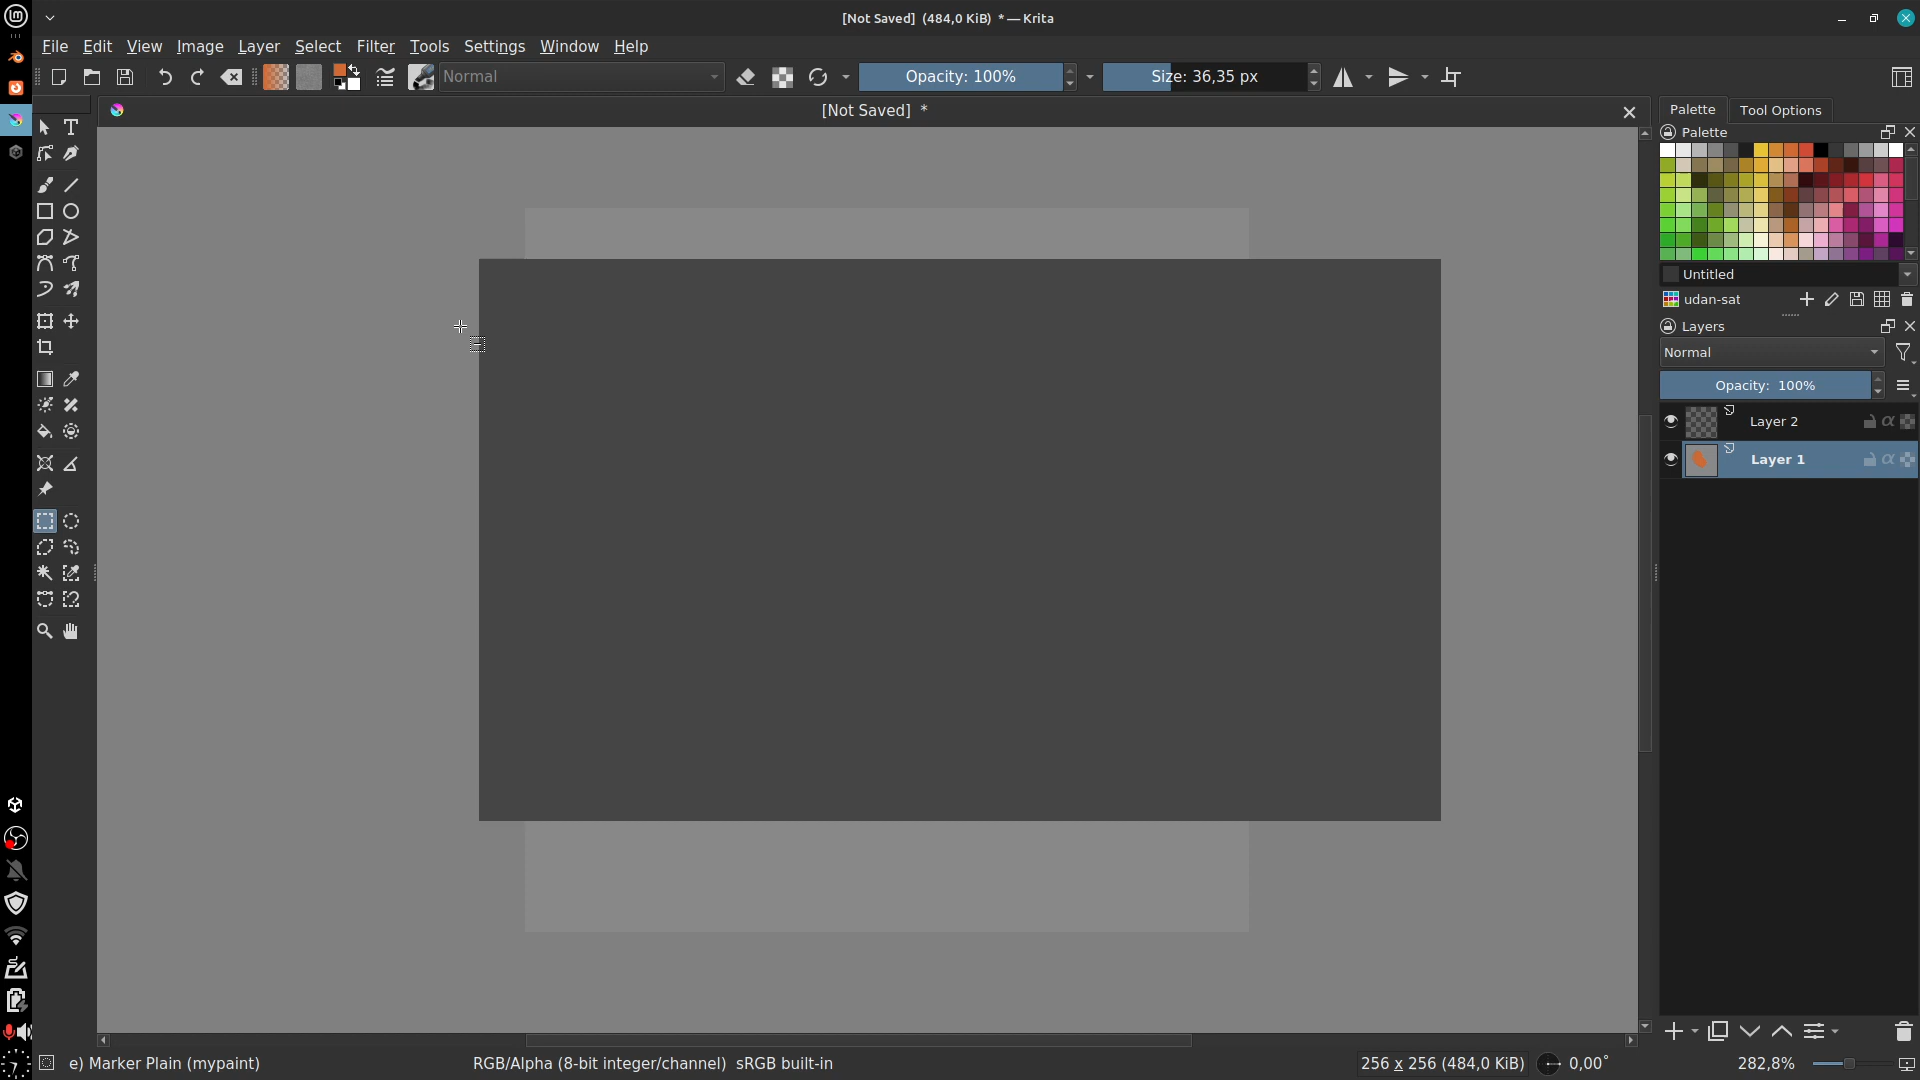 [Not Saved] (484,0 KiB) * — Krita
File Edit View Image Layer Select Filter Tools Settings Window Help
Normal
Opacity: 100%
Size: 36,35 px
[Not Saved] *
Palette
Tool Options
Palette
Untitled
udan-sat
Layers
Normal
Opacity: 100%
Layer 2
Layer 1
e) Marker Plain (mypaint)
RGB/Alpha (8-bit integer/channel) sRGB built-in
256 x 256 (484,0 KiB)
0,00°
282,8%